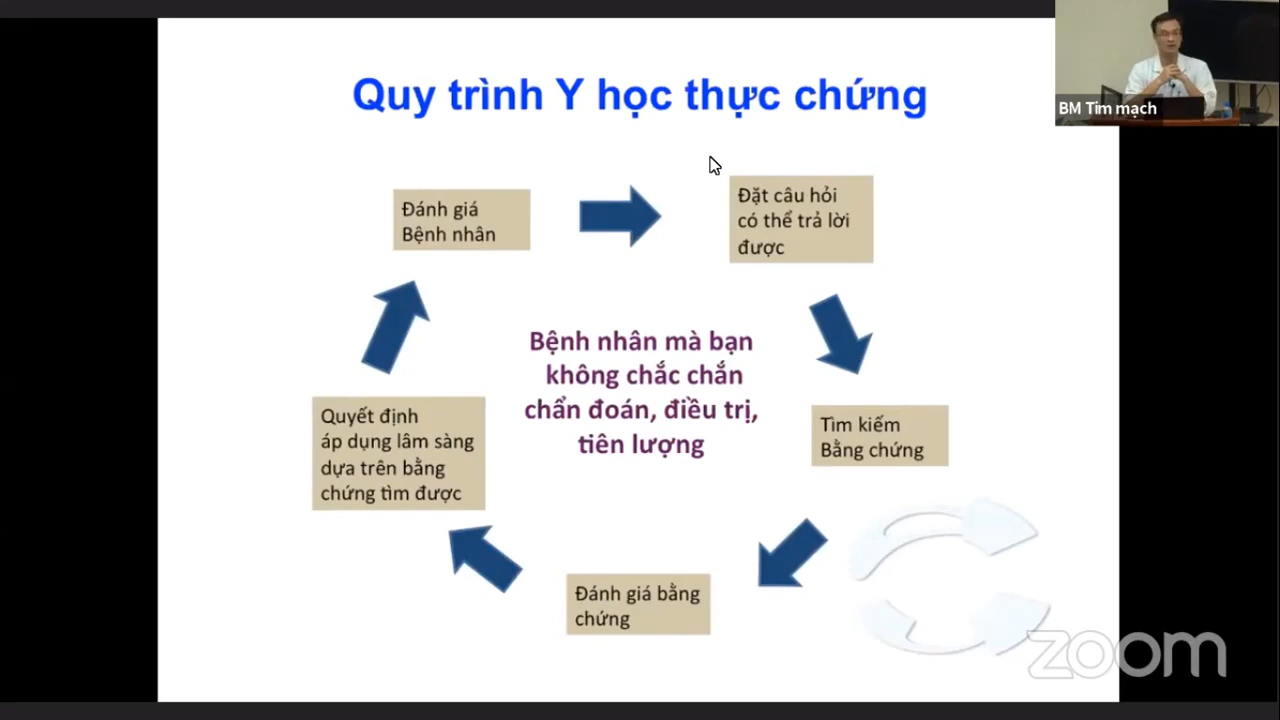 Quy trình Y học thực chứng
BM Tim mạch
Đánh giá
Bệnh nhân
Đặt câu hỏi
có thể trả lời
được
Bệnh nhân mà bạn
không chắc chắn
chẩn đoán, điều trị,
tiên lượng
Tìm kiếm
Bằng chứng
Quyết định
áp dụng lâm sàng
dựa trên bằng
chứng tìm được
Đánh giá bằng
chứng
zoom